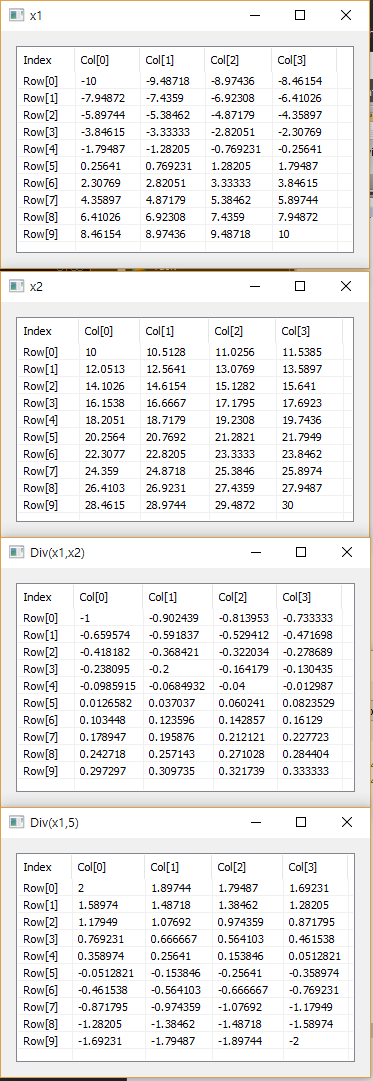 x1
Index Col[0] Col[1] Col[2] Col[3]
Row[0] -10 -9.48718 -8.97436 -8.46154
Row[1] -7.94872 -7.4359 -6.92308 -6.41026
Row[2] -5.89744 -5.38462 -4.87179 -4.35897
Row[3] -3.84615 -3.33333 -2.82051 -2.30769
Row[4] -1.79487 -1.28205 -0.769231 -0.25641
Row[5] 0.25641 0.769231 1.28205 1.79487
Row[6] 2.30769 2.82051 3.33333 3.84615
Row[7] 4.35897 4.87179 5.38462 5.89744
Row[8] 6.41026 6.92308 7.4359 7.94872
Row[9] 8.46154 8.97436 9.48718 10
x2
Index Col[0] Col[1] Col[2] Col[3]
Row[0] 10 10.5128 11.0256 11.5385
Row[1] 12.0513 12.5641 13.0769 13.5897
Row[2] 14.1026 14.6154 15.1282 15.641
Row[3] 16.1538 16.6667 17.1795 17.6923
Row[4] 18.2051 18.7179 19.2308 19.7436
Row[5] 20.2564 20.7692 21.2821 21.7949
Row[6] 22.3077 22.8205 23.3333 23.8462
Row[7] 24.359 24.8718 25.3846 25.8974
Row[8] 26.4103 26.9231 27.4359 27.9487
Row[9] 28.4615 28.9744 29.4872 30
Div(x1,x2)
Index Col[0] Col[1] Col[2] Col[3]
Row[0] -1 -0.902439 -0.813953 -0.733333
Row[1] -0.659574 -0.591837 -0.529412 -0.471698
Row[2] -0.418182 -0.368421 -0.322034 -0.278689
Row[3] -0.238095 -0.2 -0.164179 -0.130435
Row[4] -0.0985915 -0.0684932 -0.04 -0.012987
Row[5] 0.0126582 0.037037 0.060241 0.0823529
Row[6] 0.103448 0.123596 0.142857 0.16129
Row[7] 0.178947 0.195876 0.212121 0.227723
Row[8] 0.242718 0.257143 0.271028 0.284404
Row[9] 0.297297 0.309735 0.321739 0.333333
Div(x1,5)
Index Col[0] Col[1] Col[2] Col[3]
Row[0] 2 1.89744 1.79487 1.69231
Row[1] 1.58974 1.48718 1.38462 1.28205
Row[2] 1.17949 1.07692 0.974359 0.871795
Row[3] 0.769231 0.666667 0.564103 0.461538
Row[4] 0.358974 0.25641 0.153846 0.0512821
Row[5] -0.0512821 -0.153846 -0.25641 -0.358974
Row[6] -0.461538 -0.564103 -0.666667 -0.769231
Row[7] -0.871795 -0.974359 -1.07692 -1.17949
Row[8] -1.28205 -1.38462 -1.48718 -1.58974
Row[9] -1.69231 -1.79487 -1.89744 -2